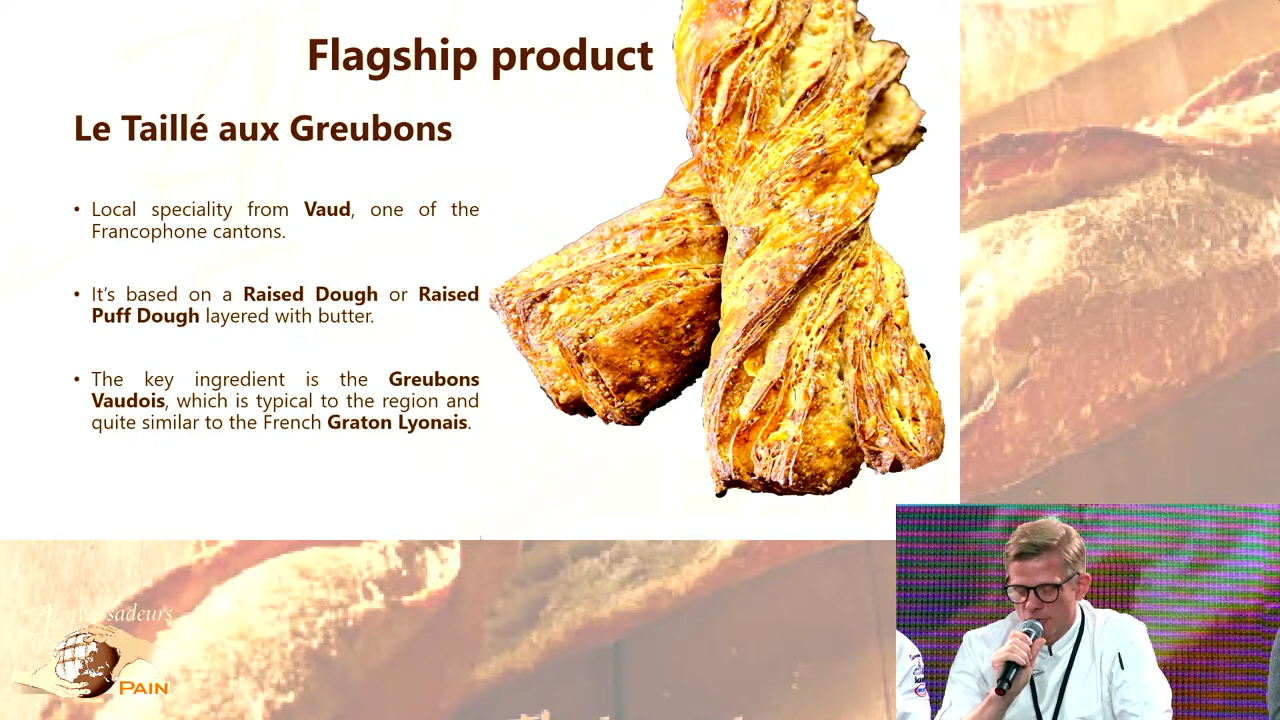 Flagship product
Le Taillé aux Greubons
• Local speciality from Vaud, one of the
Francophone cantons.
• It's based on a Raised Dough or Raised
Puff Dough layered with butter.
• The key ingredient is the Greubons
Vaudois, which is typical to the region and
quite similar to the French Graton Lyonais.
Ambassadeurs
PAIN